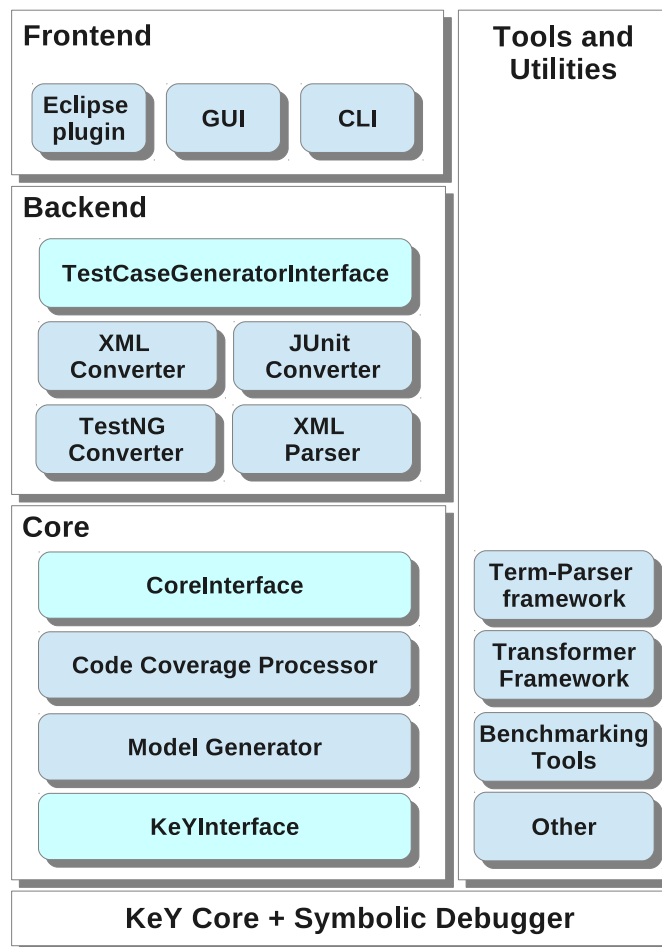 Frontend
Eclipse
plugin
GUI
CLI
Backend
TestCaseGeneratorInterface
XML
Converter
JUnit
Converter
TestNG
Converter
XML
Parser
Core
CoreInterface
Code Coverage Processor
Model Generator
KeYInterface
Tools and
Utilities
Term-Parser
framework
Transformer
Framework
Benchmarking
Tools
Other
KeY Core + Symbolic Debugger